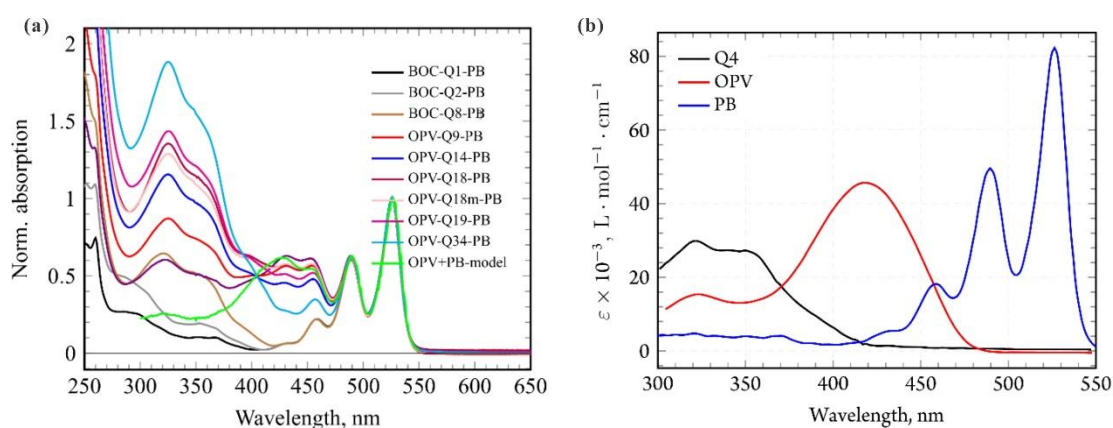 (a)
2
1.5
1
0.5
0
Norm. absorption
250 300 350 400 450 500 550 600 650
Wavelength, nm
BOC-Q1-PB
BOC-Q2-PB
BOC-Q8-PB
OPV-Q9-PB
OPV-Q14-PB
OPV-Q18-PB
OPV-Q18m-PB
OPV-Q19-PB
OPV-Q34-PB
OPV+PB-model
(b)
80
60
40
20
0
ε × 10⁻³, L · mol⁻¹ · cm⁻¹
300 350 400 450 500 550
Wavelength, nm
Q4
OPV
PB